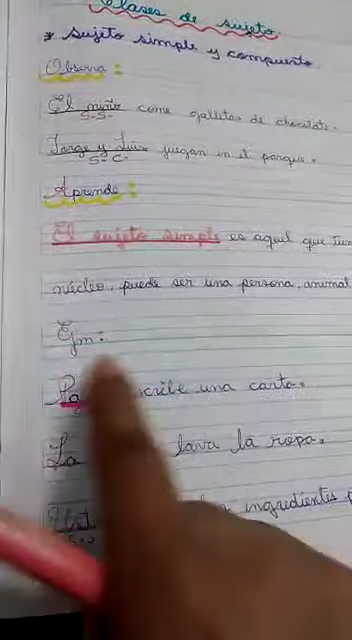 Clases de sujeto.
* Sujeto simple y compuesto.
Observa:
El niño come galletas de chocolate.
S.S.
Jorge y Luis juegan en el parque.
S.C.
Aprende:
El sujeto simple es aquel que
núcleo, puede ser una persona, animal
Ejm:
una carta.
La lava la ropa.
ingredientes